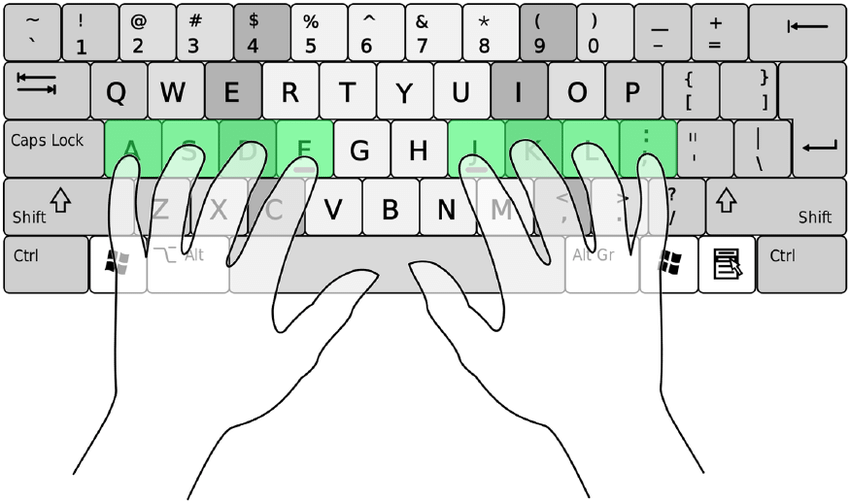 ~ ! @ # $ % ^ & * ( ) _ +
` 1 2 3 4 5 6 7 8 9 0 - =
Q W E R T Y U I O P { [ } ]
Caps Lock A S D F G H J K L : ; " ' | \
Shift Z X C V B N M < , > . ? / Shift
Ctrl Alt Alt Gr Ctrl